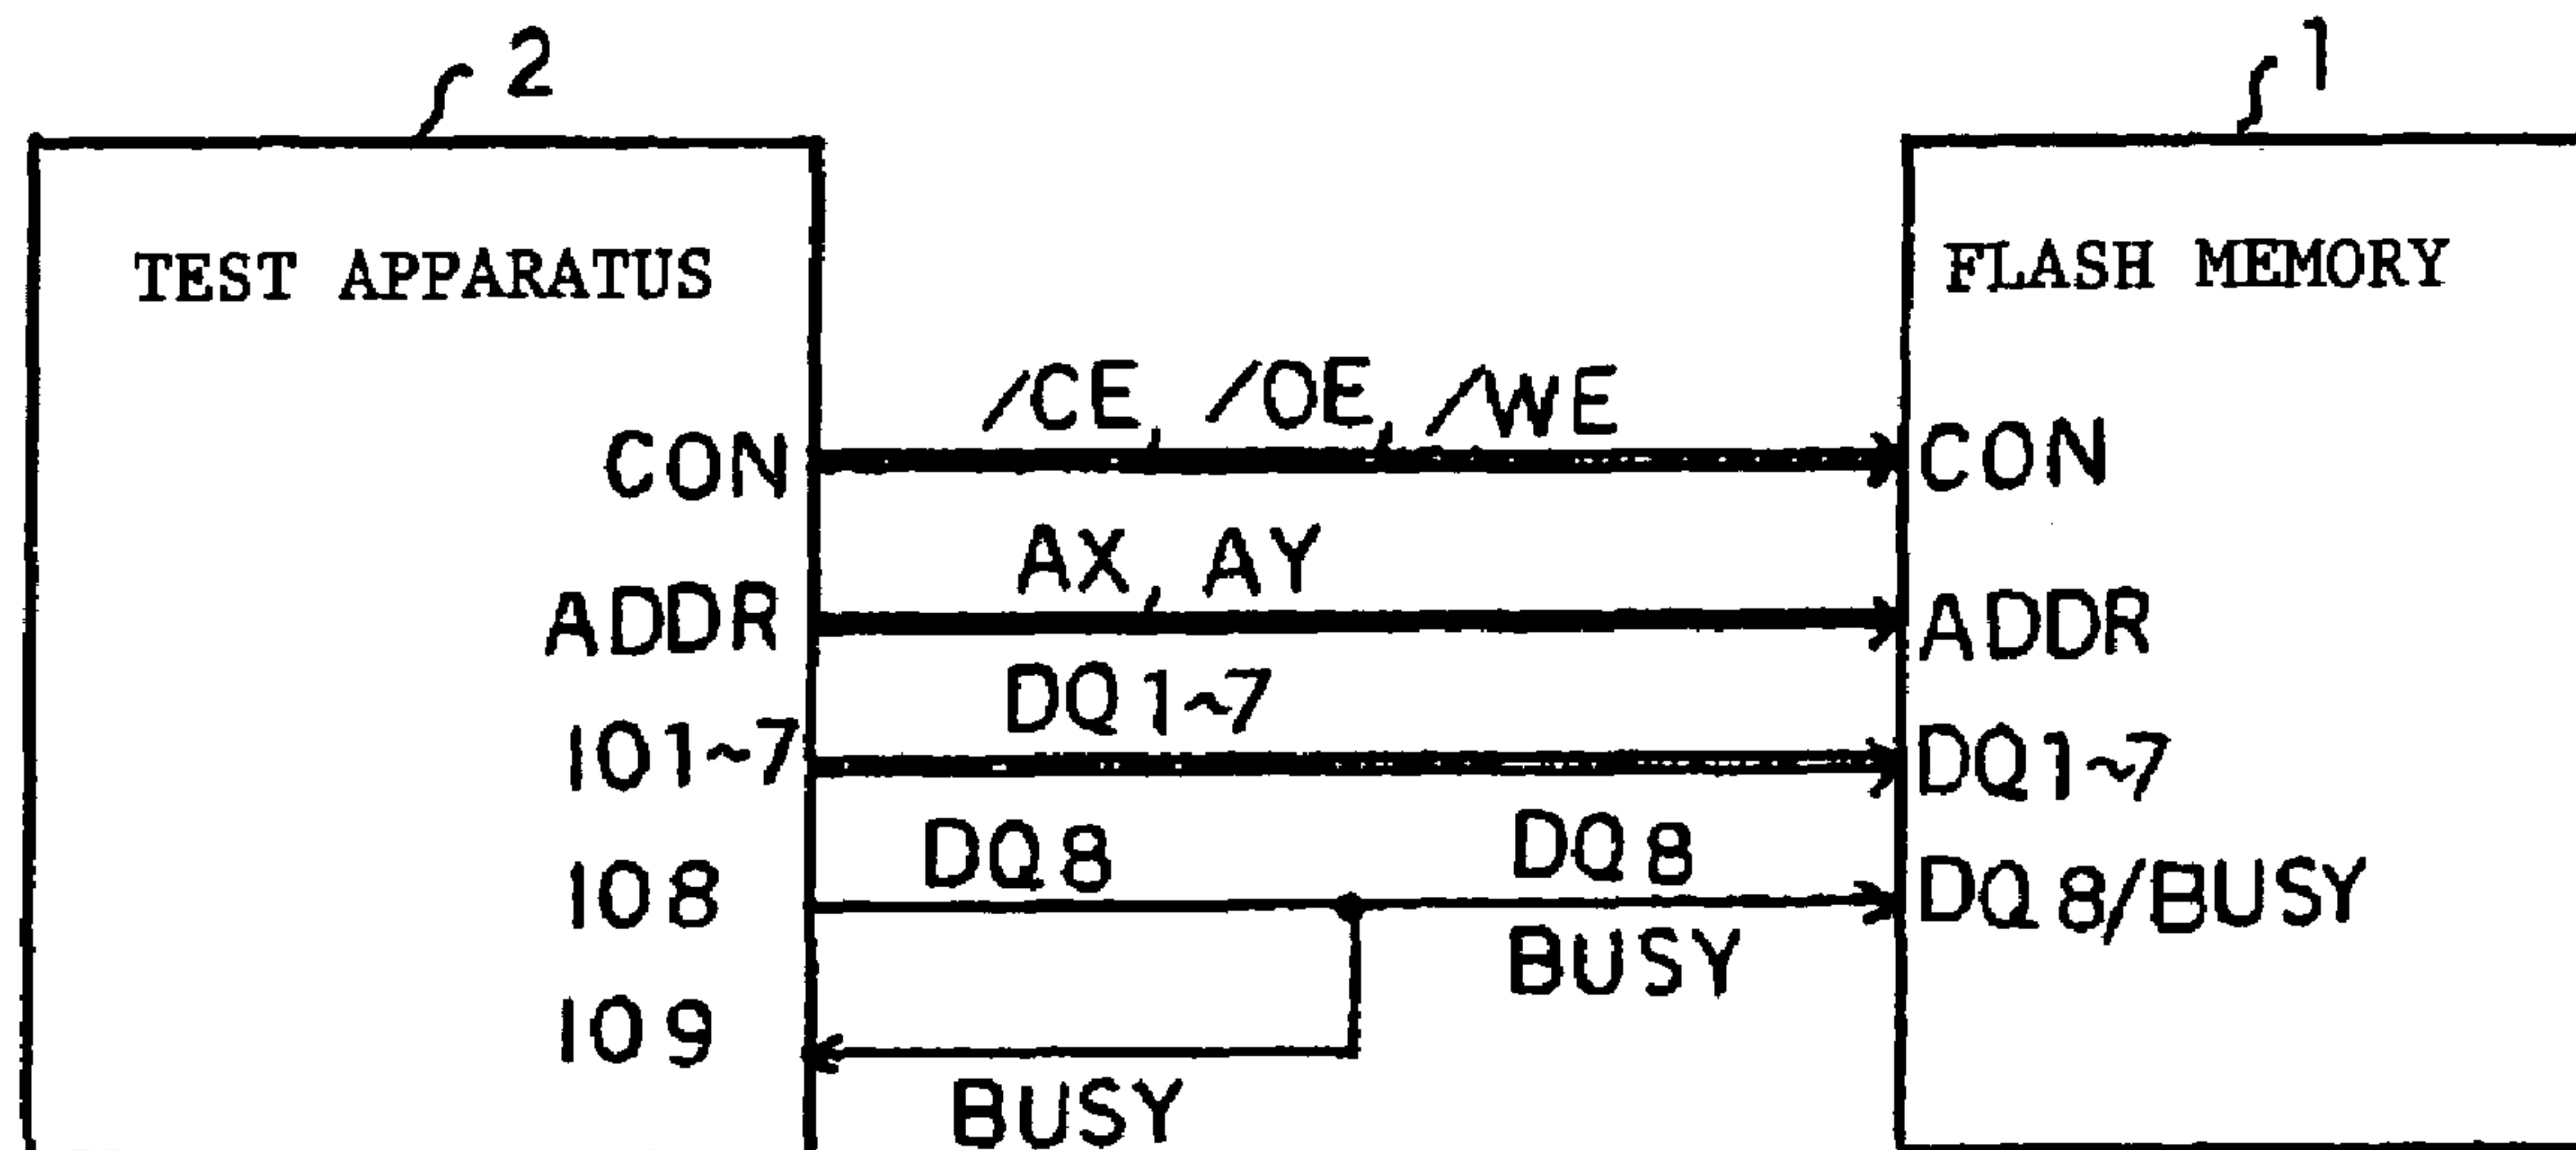 2
1
TEST APPARATUS
FLASH MEMORY
/CE, /OE, /WE
CON
CON
AX, AY
ADDR
ADDR
DQ1~7
IO1~7
DQ1~7
DQ8
DQ8
IO8
DQ8/BUSY
BUSY
IO9
BUSY